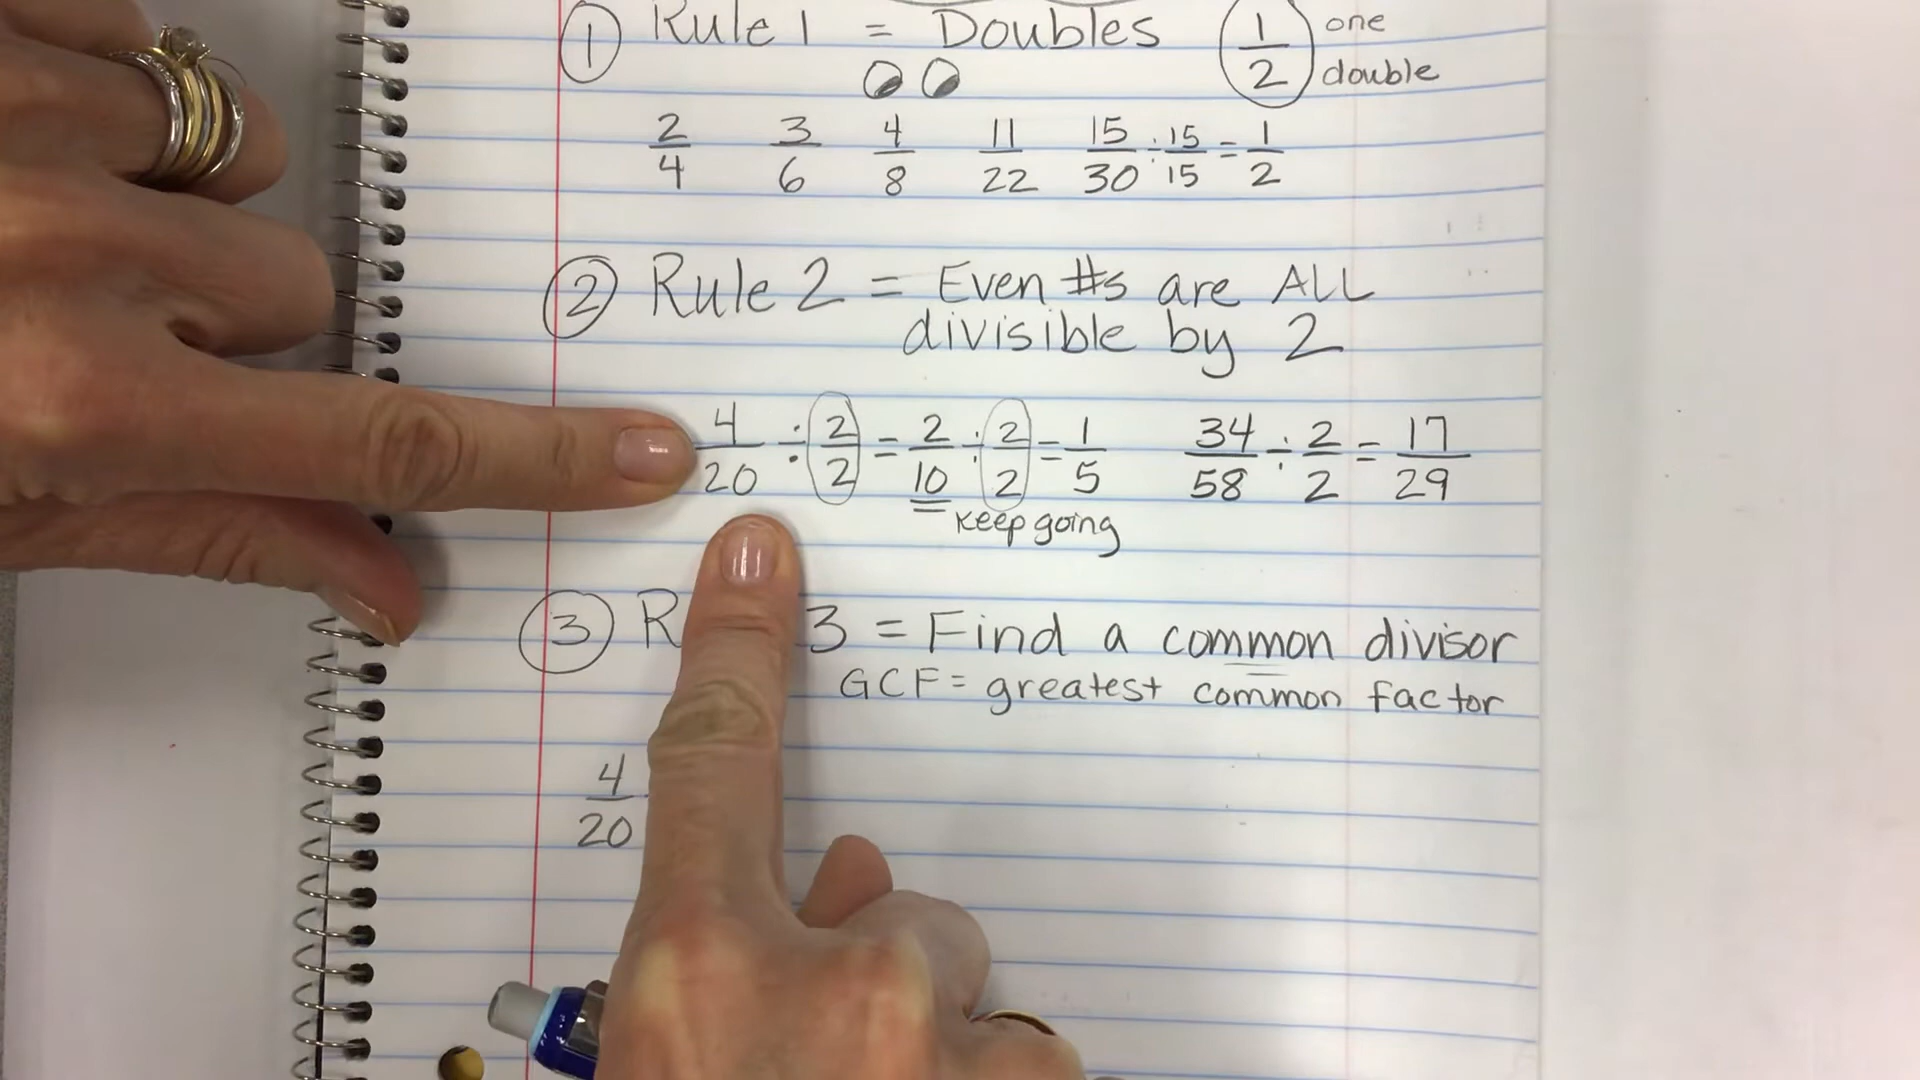 ① Rule 1 = Doubles 1/2 one double
2/4 3/6 4/8 11/22 15/30 ÷ 15/15 = 1/2
② Rule 2 = Even #s are ALL
divisible by 2
4/20 ÷ 2/2 = 2/10 ÷ 2/2 = 1/5 34/58 ÷ 2/2 = 17/29
keep going
③ R 3 = Find a common divisor
GCF = greatest common factor
4/20